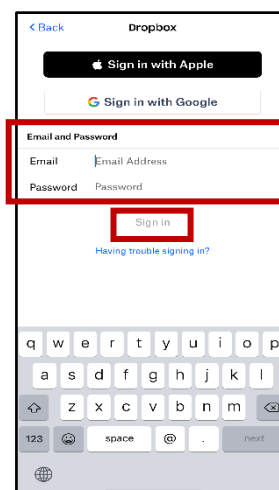 < Back Dropbox
Sign in with Apple
G Sign in with Google
Email and Password
Email Email Address
Password Password
Sign in
Having trouble signing in?
q w e r t y u i o p
a s d f g h j k l
z x c v b n m
123 space @ . next